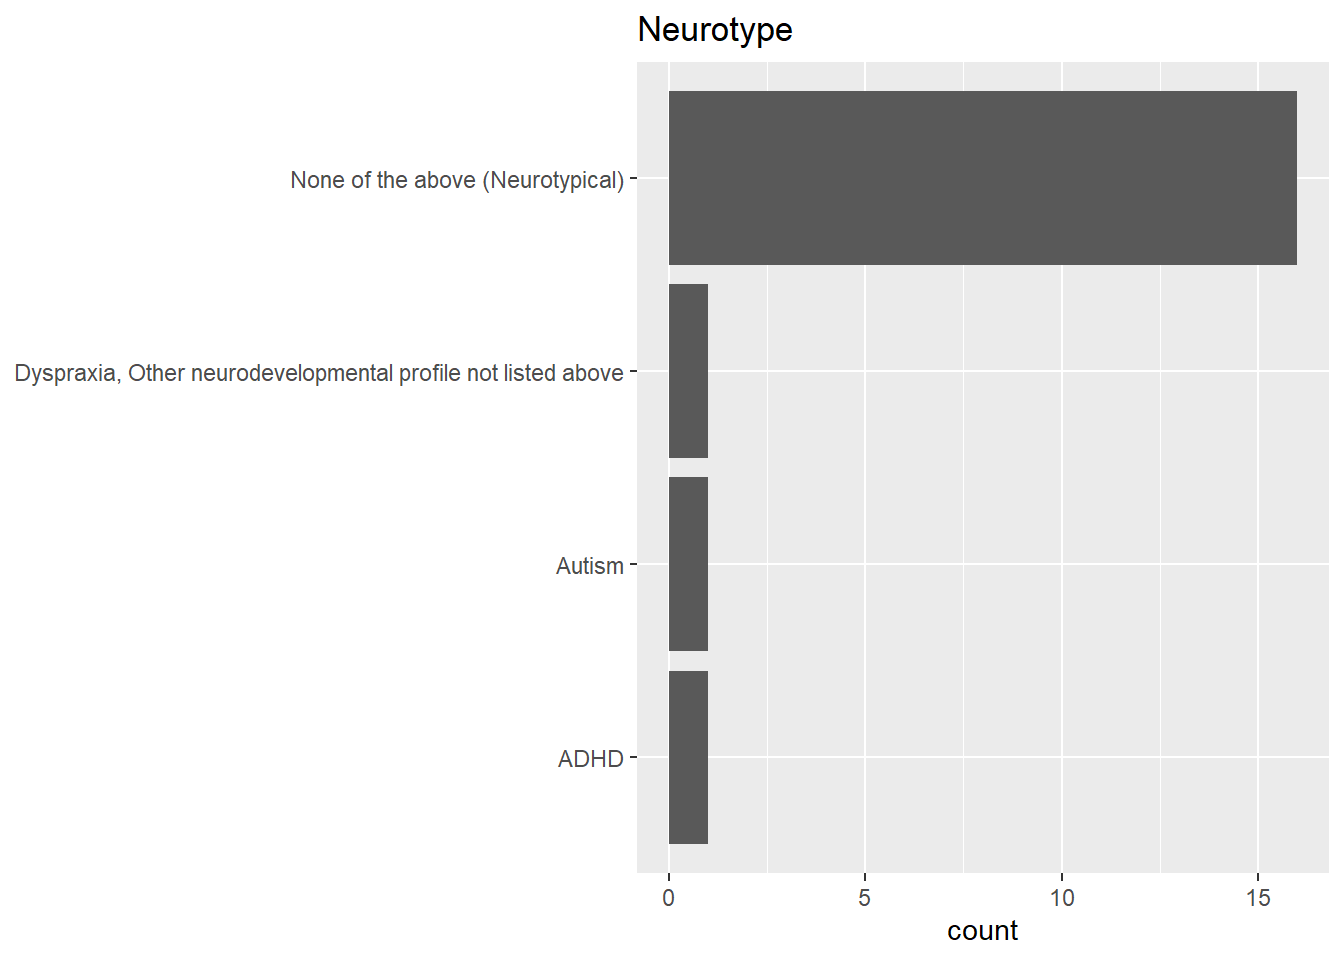 Neurotype
None of the above (Neurotypical)
Dyspraxia, Other neurodevelopmental profile not listed above
Autism
ADHD
0 5 10 15
count